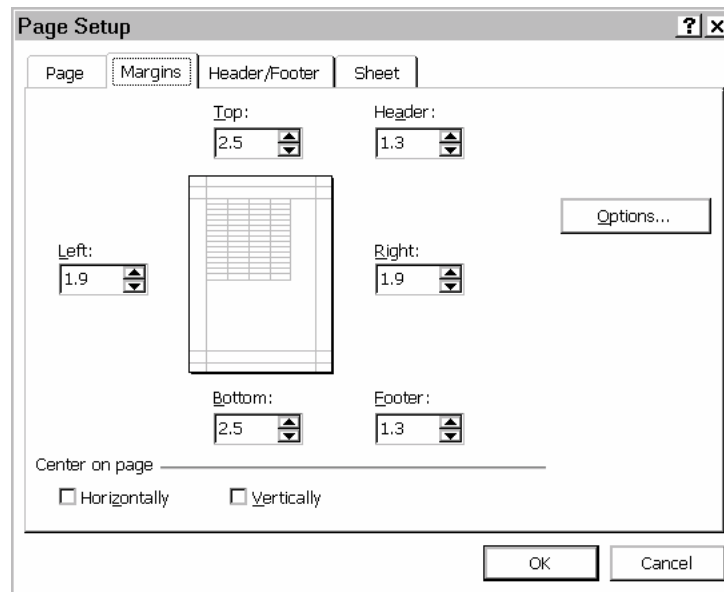 Page Setup ? x
Page Margins Header/Footer Sheet
Top: Header:
2.5 1.3
Options...
Left: Right:
1.9 1.9
Bottom: Footer:
2.5 1.3
Center on page
Horizontally Vertically
OK Cancel